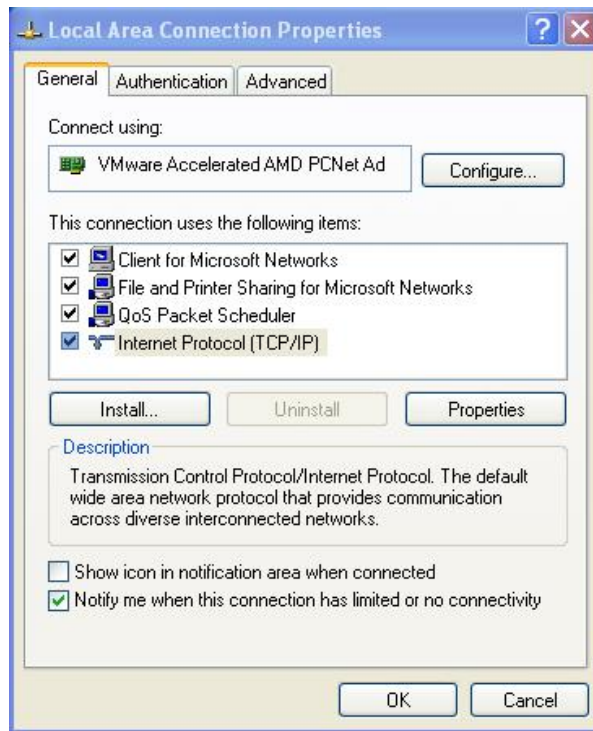 Local Area Connection Properties
General Authentication Advanced
Connect using:
VMware Accelerated AMD PCNet Ad
Configure...
This connection uses the following items:
Client for Microsoft Networks
File and Printer Sharing for Microsoft Networks
QoS Packet Scheduler
Internet Protocol (TCP/IP)
Install... Uninstall Properties
Description
Transmission Control Protocol/Internet Protocol. The default
wide area network protocol that provides communication
across diverse interconnected networks.
Show icon in notification area when connected
Notify me when this connection has limited or no connectivity
OK Cancel